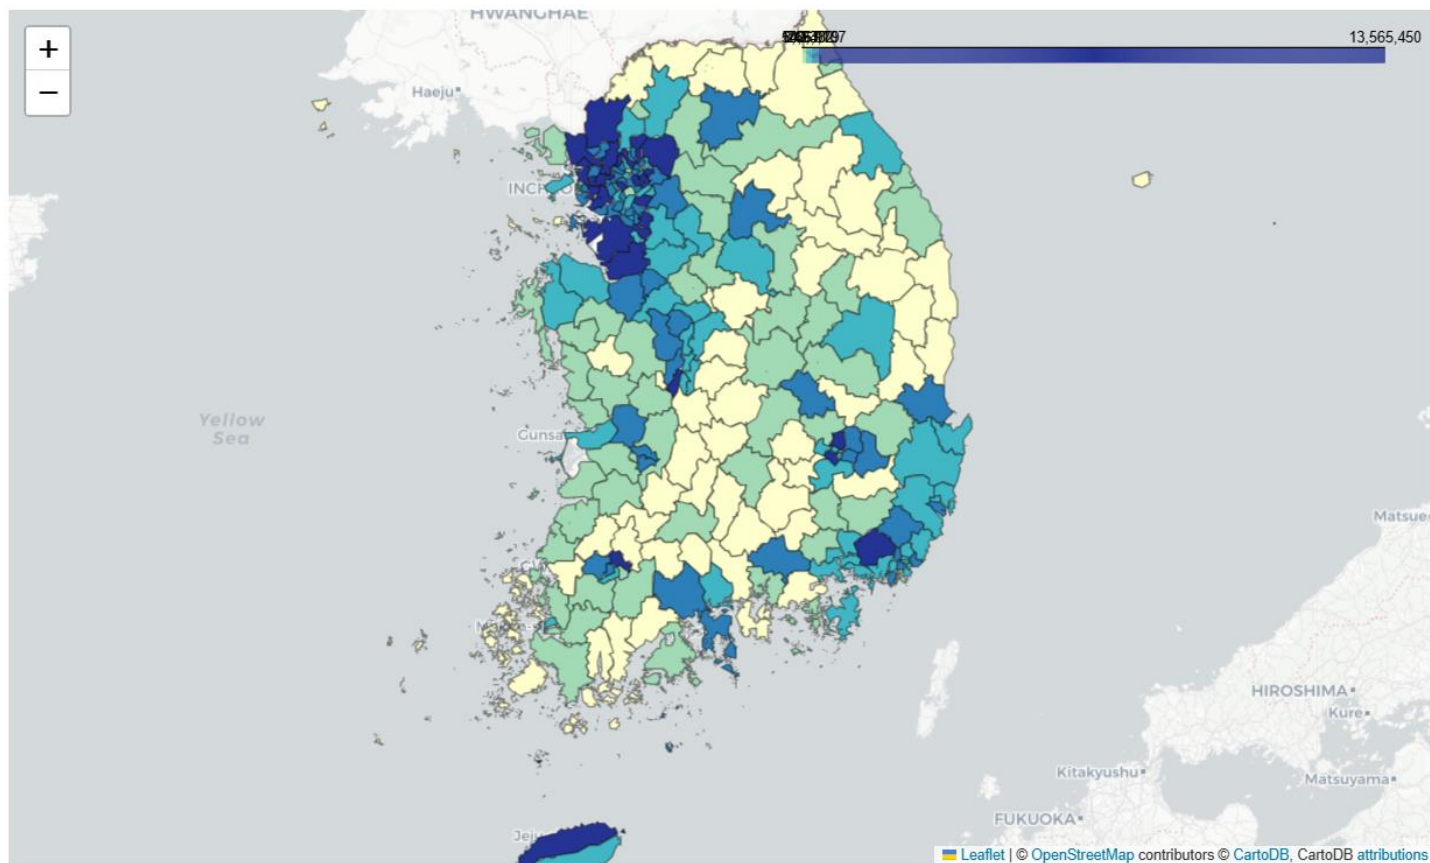 HWANGHAE
+
−
13,565,450
Haeju
INCH
Yellow
Sea
Gunsa
Matsue
HIROSHIMA
Kure
Kitakyushu
Matsuyama
FUKUOKA
Jeju
Leaflet | © OpenStreetMap contributors © CartoDB, CartoDB attributions